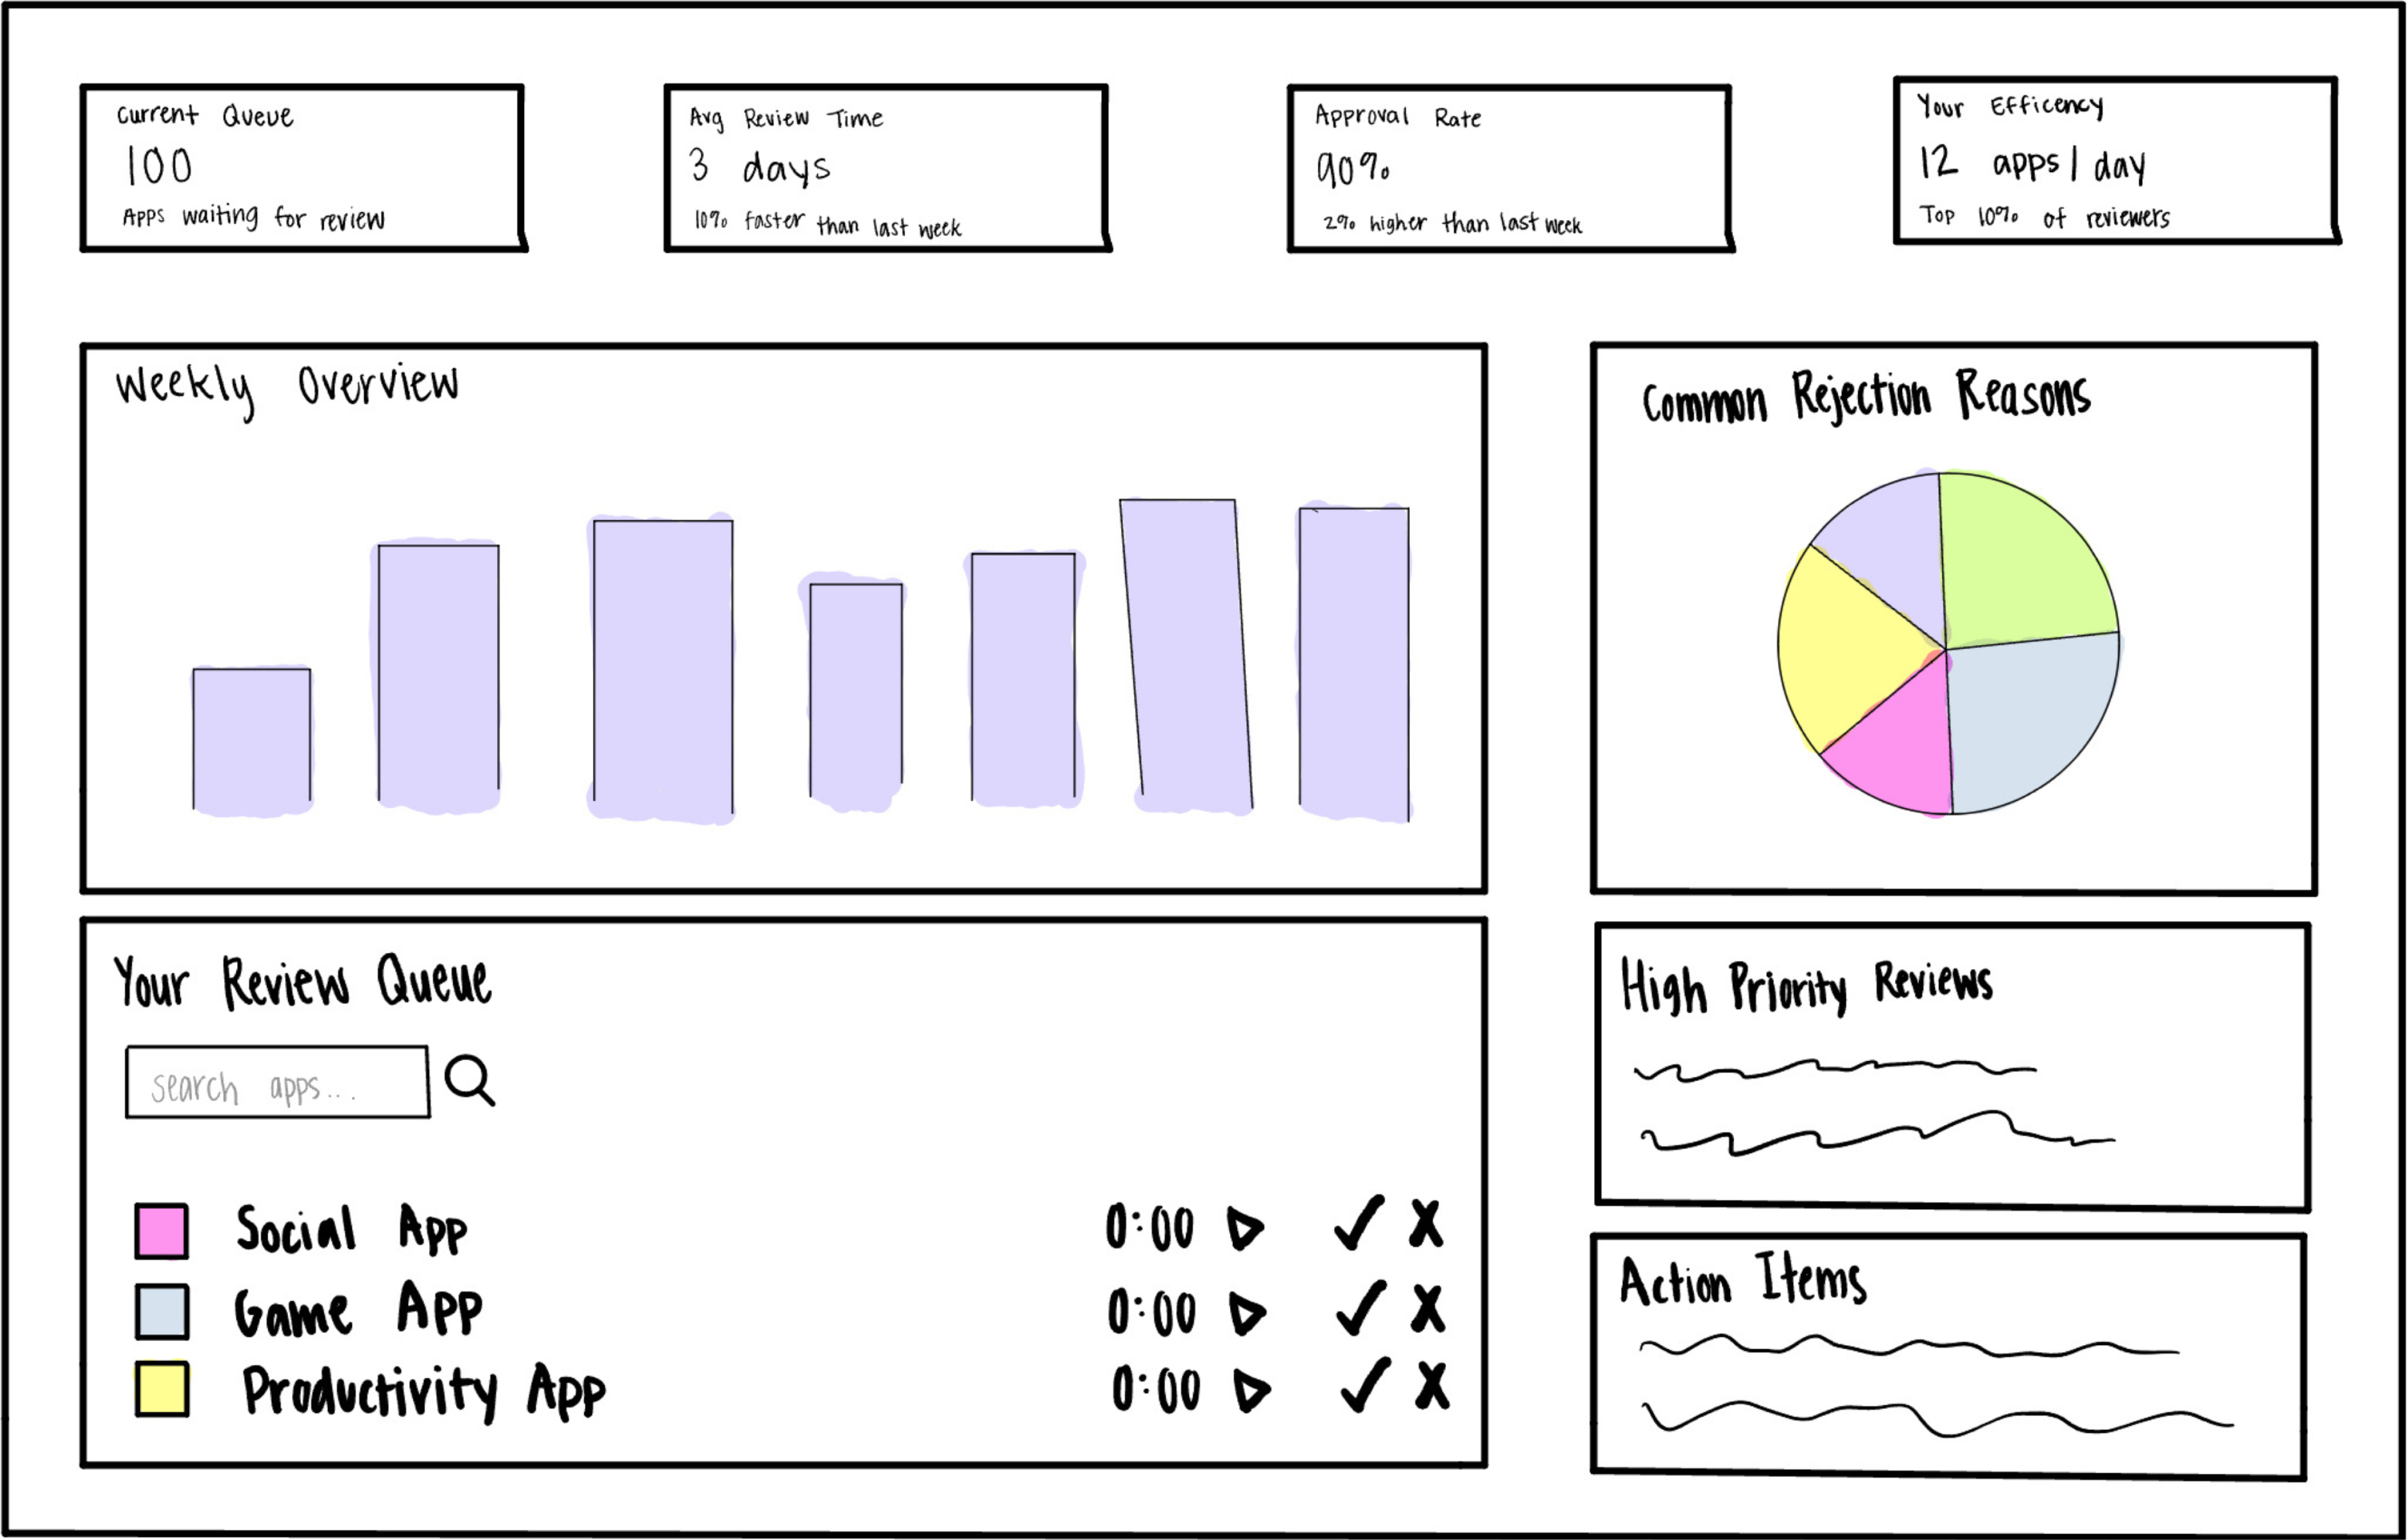 Current Queue
100
Apps waiting for review
Avg Review Time
3 days
10% faster than last week
Approval Rate
90%
2% higher than last week
Your Efficency
12 apps/day
Top 10% of reviewers
Weekly Overview
Common Rejection Reasons
Your Review Queue
search apps...
Social App 0:00
Game App 0:00
Productivity App 0:00
High Priority Reviews
Action Items